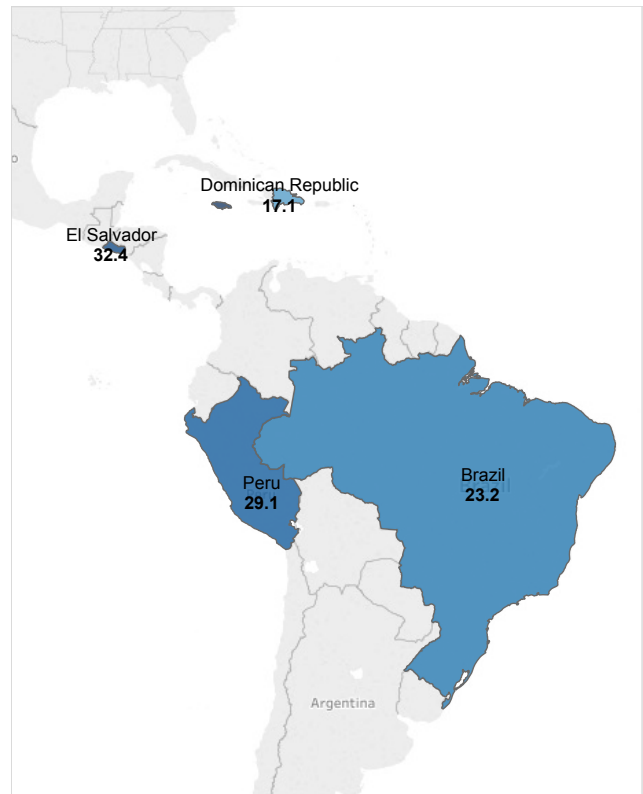 Dominican Republic
17.1
El Salvador
32.4
Peru
29.1
Brazil
23.2
Argentina